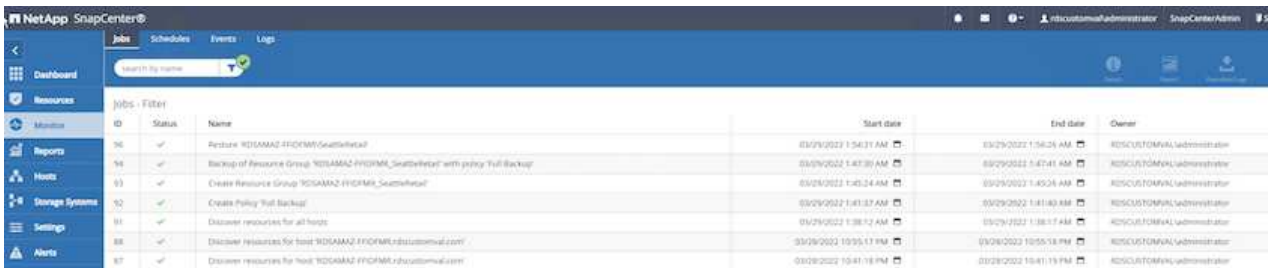 NetApp SnapCenter®
rdscustomval\administrator SnapCenterAdmin
Jobs Schedules Events Logs
search by name
Dashboard
Resources
Monitor
Reports
Hosts
Storage Systems
Settings
Alerts
Jobs - Filter
ID Status Name Start date End date Owner
Restore 'RDSAMAZ-FFIDFMR\SeattleRetail' 03/29/2022 1:54:21 AM RDSCUSTOMVAL\administrator
94 Backup of Resource Group 'RDSAMAZ-FFIDFMR_SeattleRetail' with policy 'Full Backup' 03/29/2022 1:47:30 AM 03/29/2022 1:47:41 AM RDSCUSTOMVAL\administrator
93 Create Resource Group 'RDSAMAZ-FFIDFMR_SeattleRetail' 03/29/2022 1:45:24 AM 03/29/2022 1:45:26 AM RDSCUSTOMVAL\administrator
92 Create Policy 'Full Backup' 03/29/2022 1:41:37 AM 03/29/2022 1:41:40 AM RDSCUSTOMVAL\administrator
91 Discover resources for all hosts 03/29/2022 1:38:12 AM 03/29/2022 1:38:17 AM RDSCUSTOMVAL\administrator
88 Discover resources for host 'RDSAMAZ-FFIDFMR.rdscustomval.com' 03/28/2022 10:55:17 PM 03/28/2022 10:55:18 PM RDSCUSTOMVAL\administrator
87 Discover resources for host 'RDSAMAZ-FFIDFMR.rdscustomval.com' 03/28/2022 10:41:18 PM 03/28/2022 10:41:19 PM RDSCUSTOMVAL\administrator